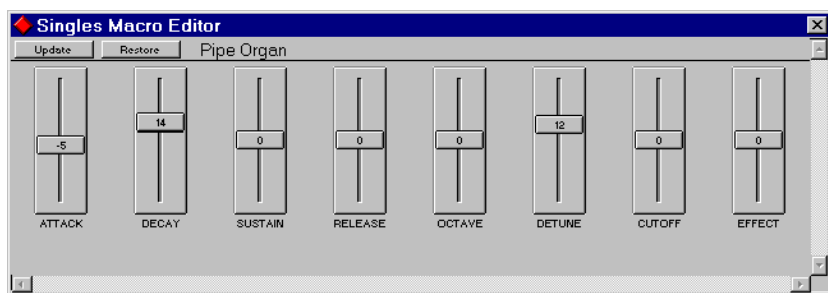 Singles Macro Editor
Update Restore Pipe Organ
-5 14 0 0 0 12 0 0
ATTACK DECAY SUSTAIN RELEASE OCTAVE DETUNE CUTOFF EFFECT